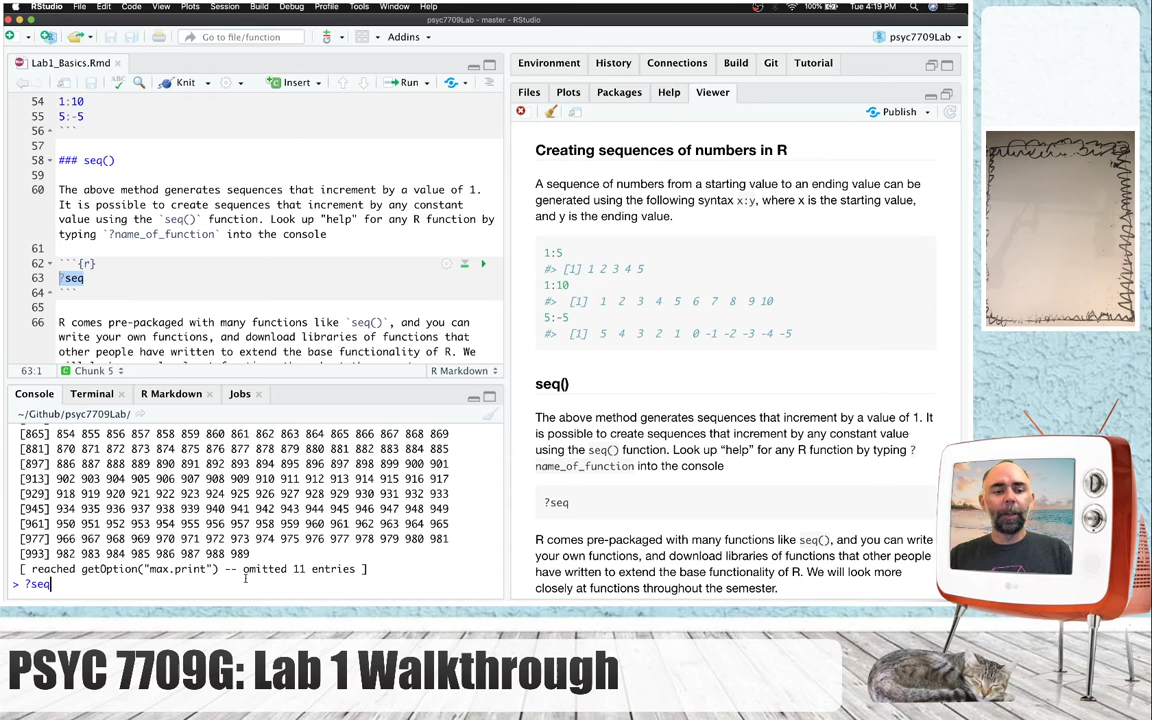 RStudio File Edit Code View Plots Session Build Debug Profile Tools Window Help 100% Tue 4:19 PM
psyc7709Lab - master - RStudio
Go to file/function Addins psyc7709Lab
Lab1_Basics.Rmd
Knit Insert Run
54 1:10
55 5:-5
56 ```
57
58 ### seq()
59
60 The above method generates sequences that increment by a value of 1.
It is possible to create sequences that increment by any constant
value using the `seq()` function. Look up "help" for any R function by
typing `?name_of_function` into the console
61
62 ```{r}
63 ?seq
64 ```
65
66 R comes pre-packaged with many functions like `seq()`, and you can
write your own functions, and download libraries of functions that
other people have written to extend the base functionality of R. We
63:1 Chunk 5 R Markdown
Console Terminal R Markdown Jobs
~/Github/psyc7709Lab/
[865] 854 855 856 857 858 859 860 861 862 863 864 865 866 867 868 869
[881] 870 871 872 873 874 875 876 877 878 879 880 881 882 883 884 885
[897] 886 887 888 889 890 891 892 893 894 895 896 897 898 899 900 901
[913] 902 903 904 905 906 907 908 909 910 911 912 913 914 915 916 917
[929] 918 919 920 921 922 923 924 925 926 927 928 929 930 931 932 933
[945] 934 935 936 937 938 939 940 941 942 943 944 945 946 947 948 949
[961] 950 951 952 953 954 955 956 957 958 959 960 961 962 963 964 965
[977] 966 967 968 969 970 971 972 973 974 975 976 977 978 979 980 981
[993] 982 983 984 985 986 987 988 989
[ reached getOption("max.print") -- omitted 11 entries ]
> ?seq
Environment History Connections Build Git Tutorial
Files Plots Packages Help Viewer
Publish
Creating sequences of numbers in R
A sequence of numbers from a starting value to an ending value can be
generated using the following syntax x:y, where x is the starting value,
and y is the ending value.
1:5
#> [1] 1 2 3 4 5
1:10
#> [1] 1 2 3 4 5 6 7 8 9 10
5:-5
#> [1] 5 4 3 2 1 0 -1 -2 -3 -4 -5
seq()
The above method generates sequences that increment by a value of 1. It
is possible to create sequences that increment by any constant value
using the seq() function. Look up “help” for any R function by typing ?
name_of_function into the console
?seq
R comes pre-packaged with many functions like seq(), and you can write
your own functions, and download libraries of functions that other people
have written to extend the base functionality of R. We will look more
closely at functions throughout the semester.
LG
PSYC 7709G: Lab 1 Walkthrough